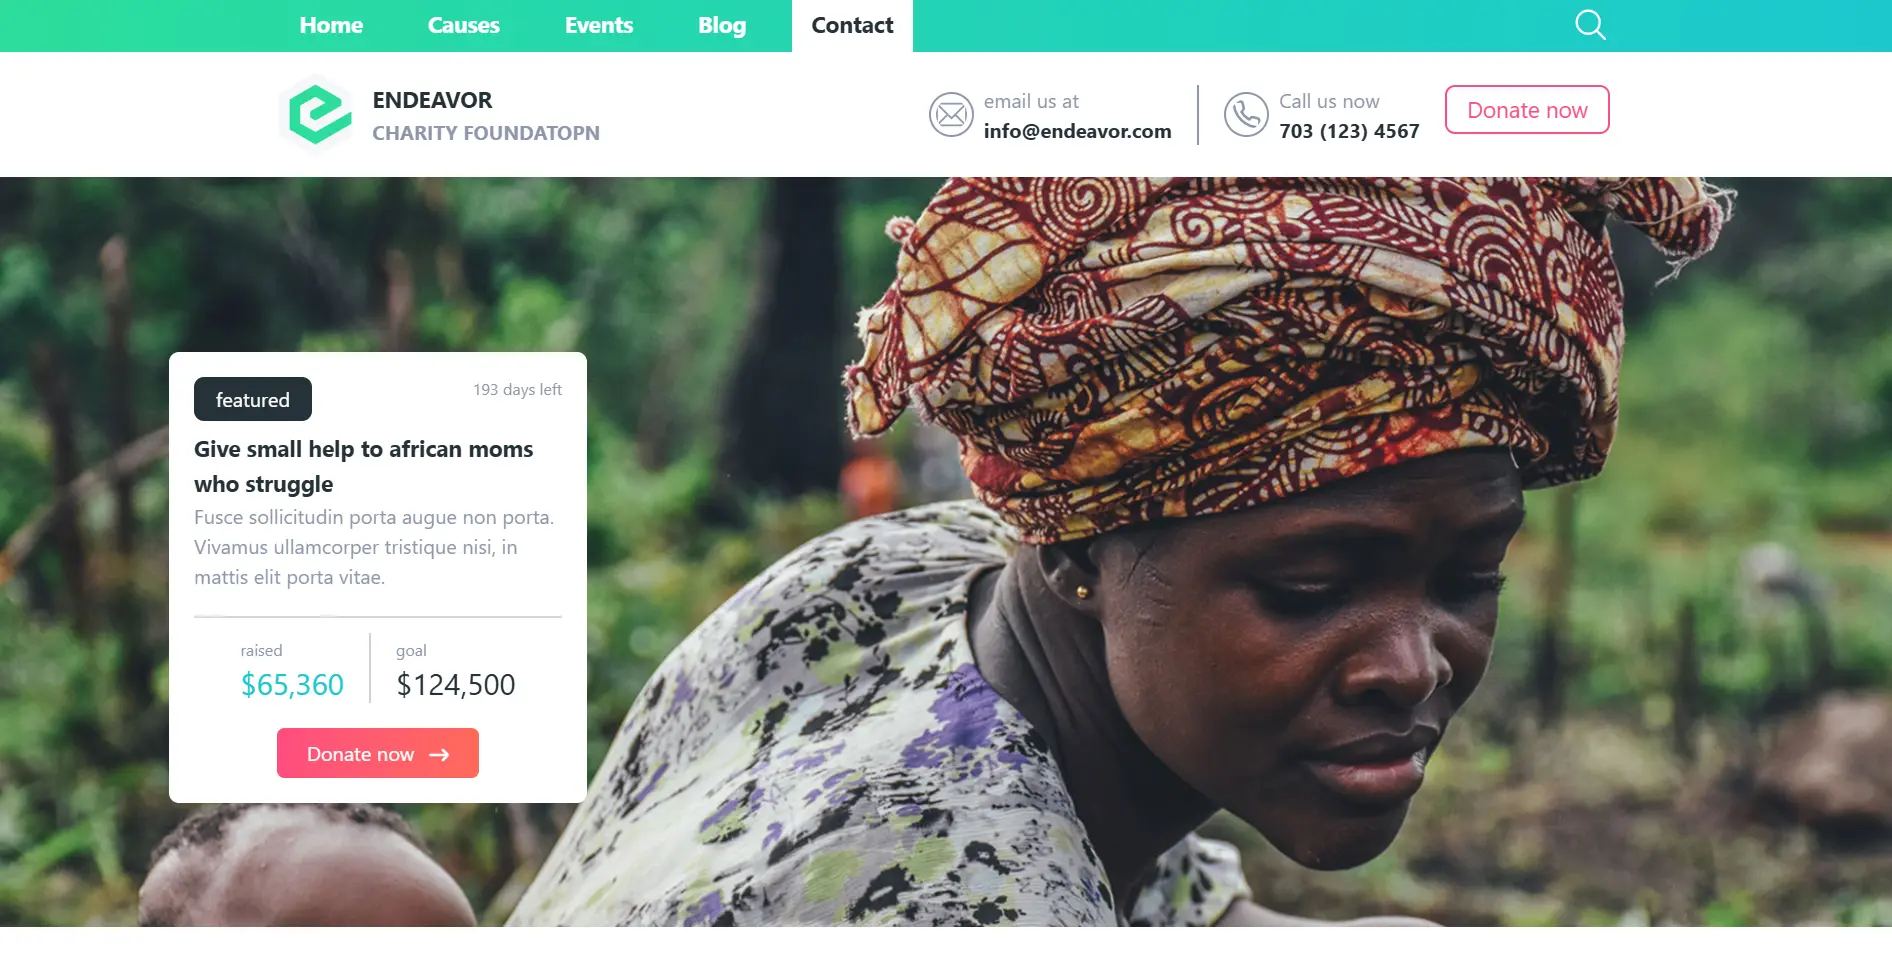 Home Causes Events Blog Contact
ENDEAVOR
CHARITY FOUNDATOPN
email us at
info@endeavor.com
Call us now
703 (123) 4567
Donate now
featured
193 days left
Give small help to african moms
who struggle
Fusce sollicitudin porta augue non porta.
Vivamus ullamcorper tristique nisi, in
mattis elit porta vitae.
raised
$65,360
goal
$124,500
Donate now →